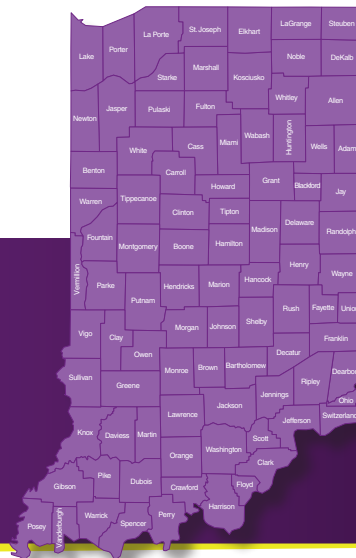 La Porte
St. Joseph
Elkhart
LaGrange
Steuben
Lake
Porter
Noble
DeKalb
Marshall
Starke
Kosciusko
Whitley
Allen
Newton
Jasper
Pulaski
Fulton
Huntington
Wabash
Miami
Cass
White
Wells
Adam
Benton
Carroll
Howard
Grant
Blackford
Jay
Warren
Tippecanoe
Clinton
Tipton
Madison
Delaware
Randolph
Fountain
Montgomery
Boone
Hamilton
Henry
Wayne
Vermillion
Parke
Putnam
Hendricks
Marion
Hancock
Rush
Fayette
Unio
Vigo
Clay
Morgan
Johnson
Shelby
Franklin
Owen
Decatur
Sullivan
Greene
Monroe
Brown
Bartholomew
Ripley
Dearbo
Jennings
Ohio
Lawrence
Jackson
Jefferson
Switzerland
Knox
Daviess
Martin
Orange
Washington
Scott
Clark
Gibson
Pike
Dubois
Crawford
Floyd
Harrison
Posey
Vanderburgh
Warrick
Spencer
Perry